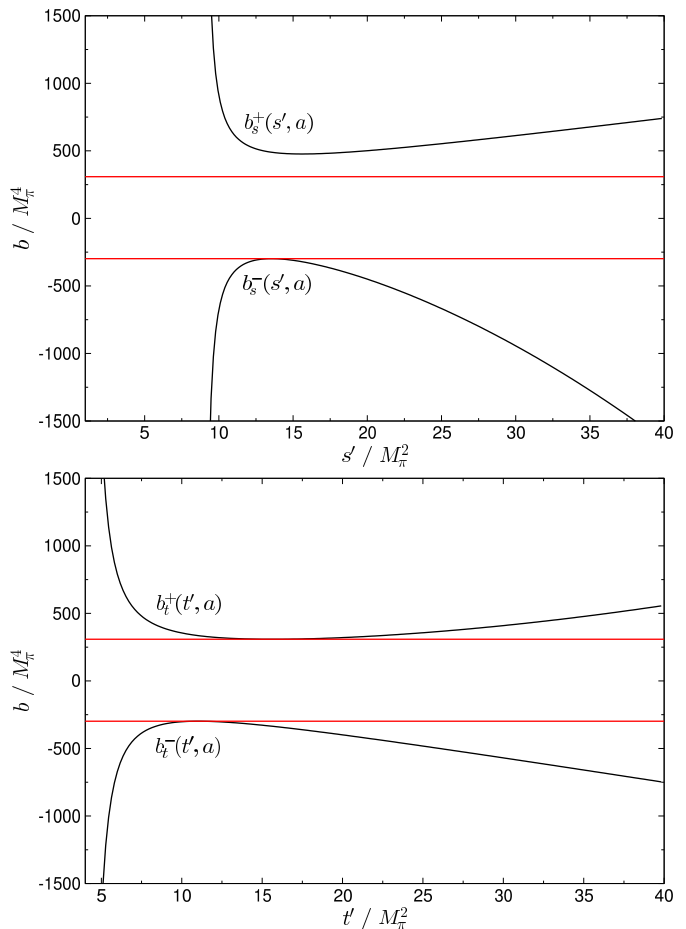 1500
1000
500
0
-500
-1000
-1500
b / M_π^4
b_s^+(s′, a)
b_s^−(s′, a)
5 10 15 20 25 30 35 40
s′ / M_π^2
1500
1000
500
0
-500
-1000
-1500
b / M_π^4
b_t^+(t′, a)
b_t^−(t′, a)
5 10 15 20 25 30 35 40
t′ / M_π^2